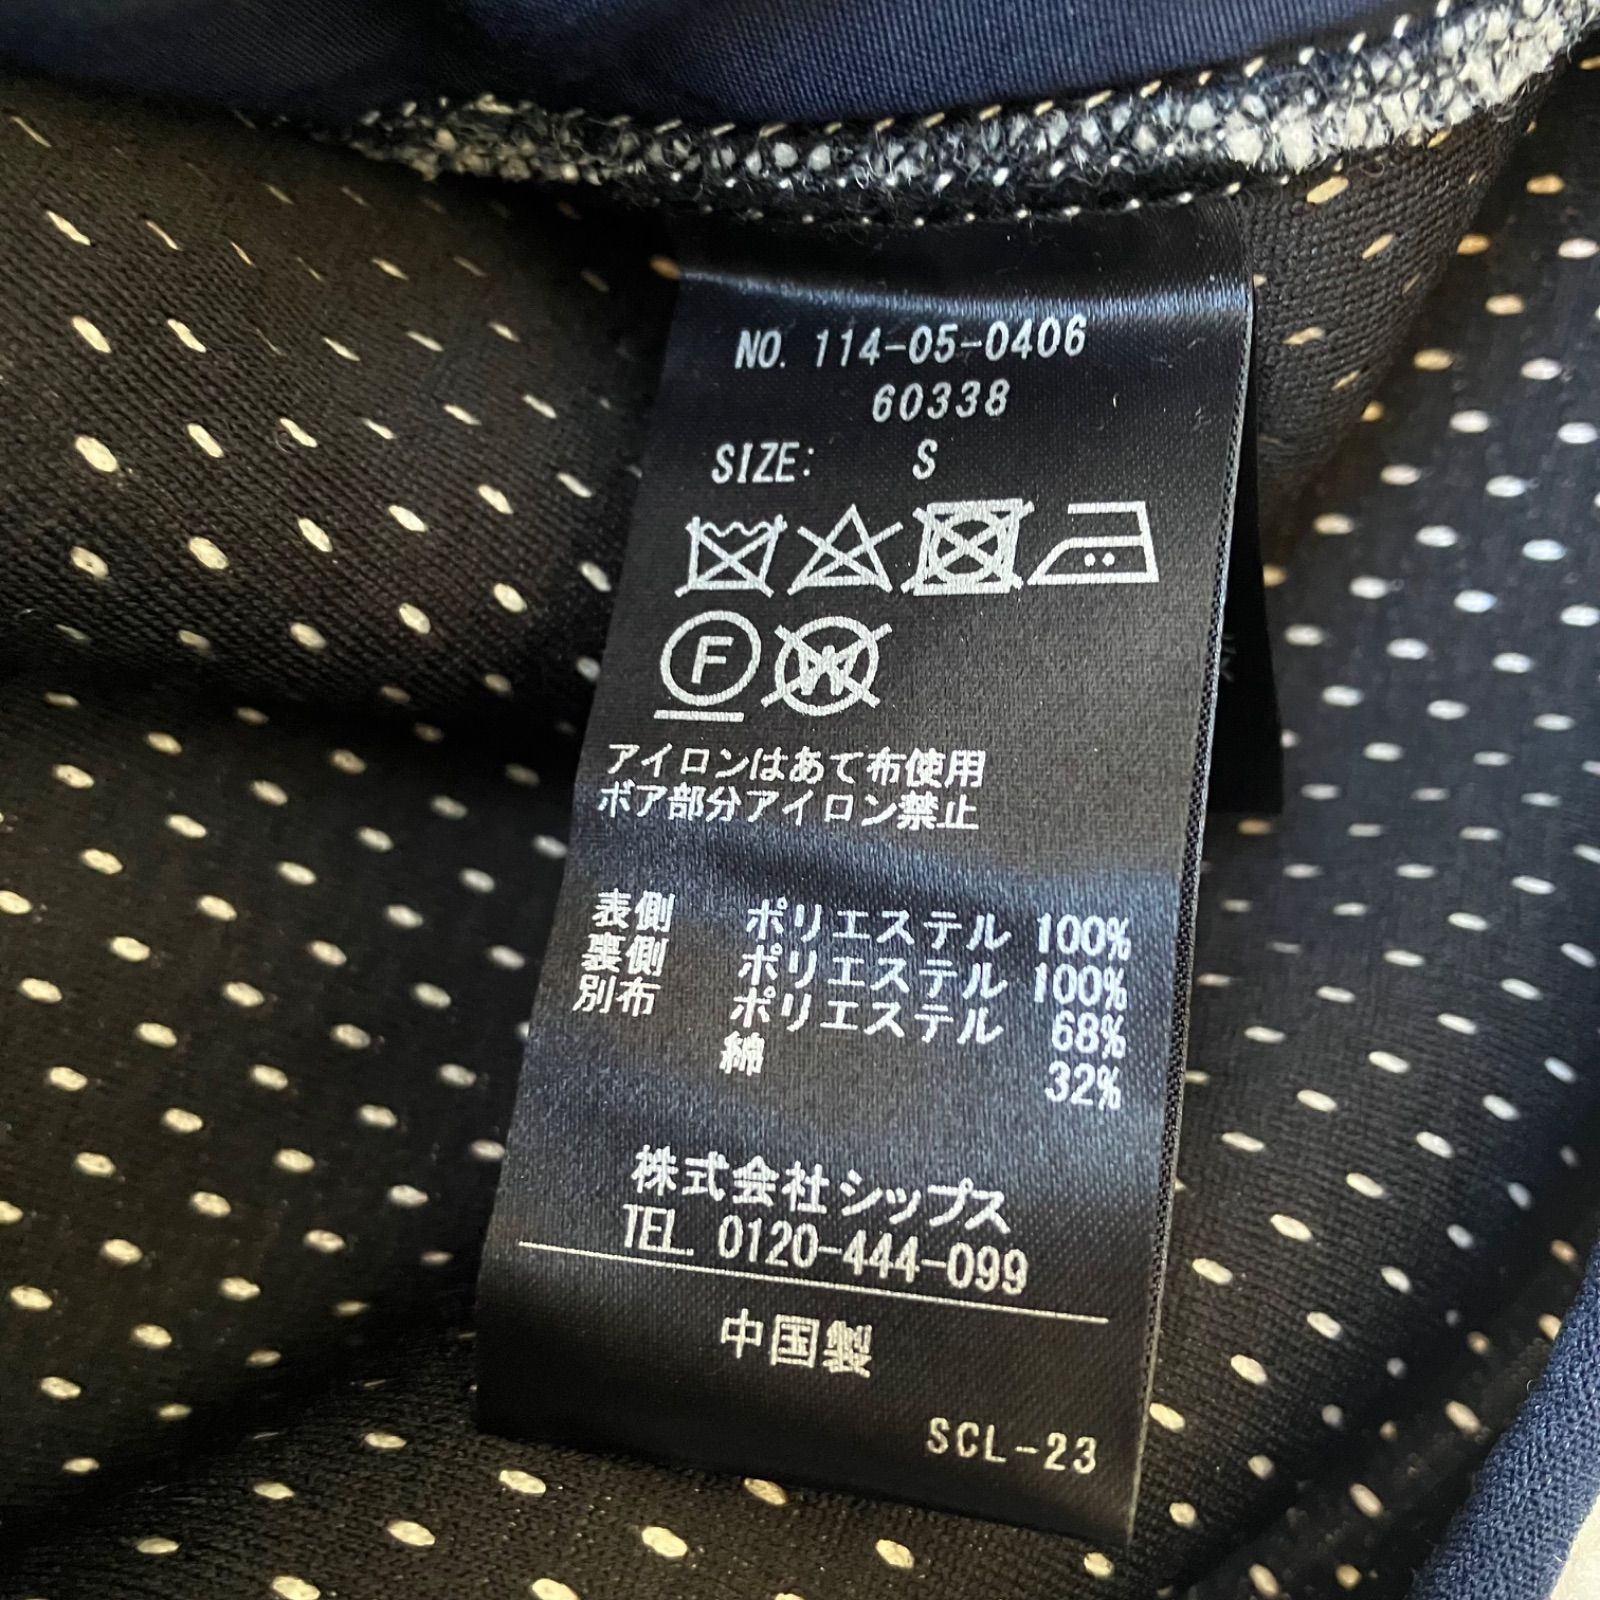 NO. 114-05-0406
60338
SIZE: S
F W
アイロンはあて布使用
ボア部分アイロン禁止
表側 ポリエステル 100%
裏側 ポリエステル 100%
別布 ポリエステル 68%
綿 32%
株式会社シップス
TEL. 0120-444-099
中国製
SCL-23